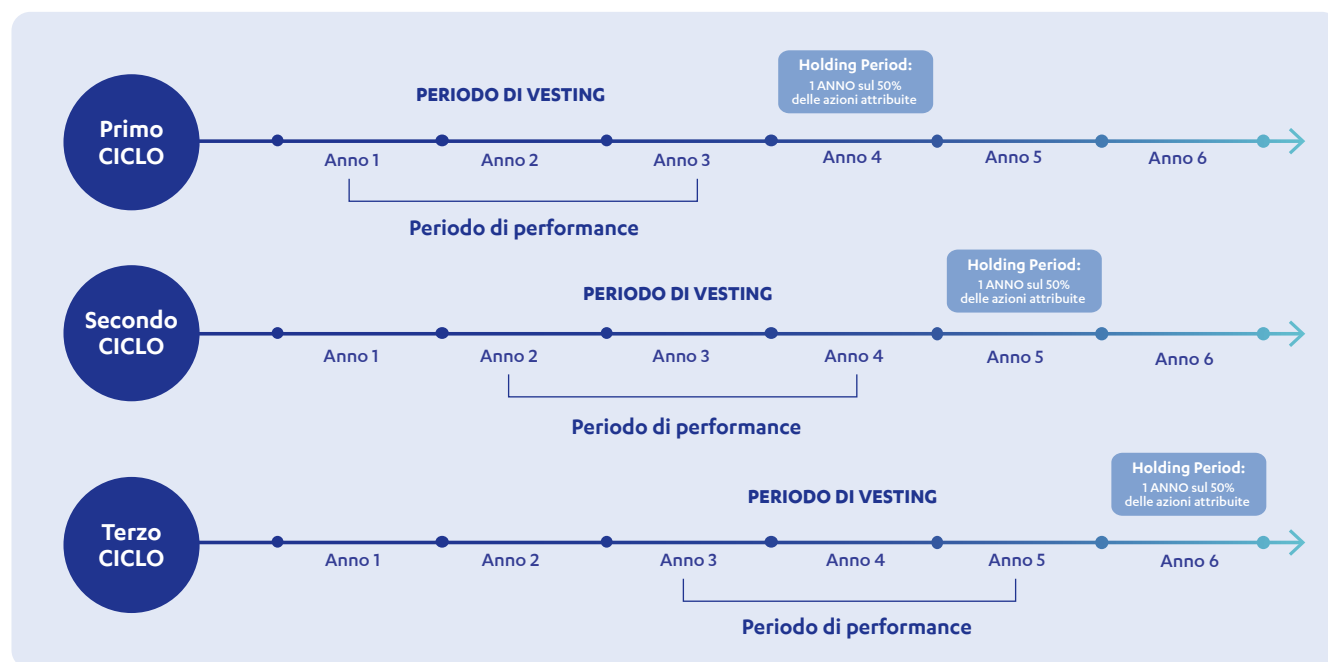 Holding Period:
1 ANNO sul 50%
delle azioni attribuite
PERIODO DI VESTING
Primo
CICLO
Anno 1
Anno 2
Anno 3
Anno 4
Anno 5
Anno 6
Periodo di performance
Holding Period:
1 ANNO sul 50%
delle azioni attribuite
PERIODO DI VESTING
Secondo
CICLO
Anno 1
Anno 2
Anno 3
Anno 4
Anno 5
Anno 6
Periodo di performance
Holding Period:
1 ANNO sul 50%
delle azioni attribuite
PERIODO DI VESTING
Terzo
CICLO
Anno 1
Anno 2
Anno 3
Anno 4
Anno 5
Anno 6
Periodo di performance